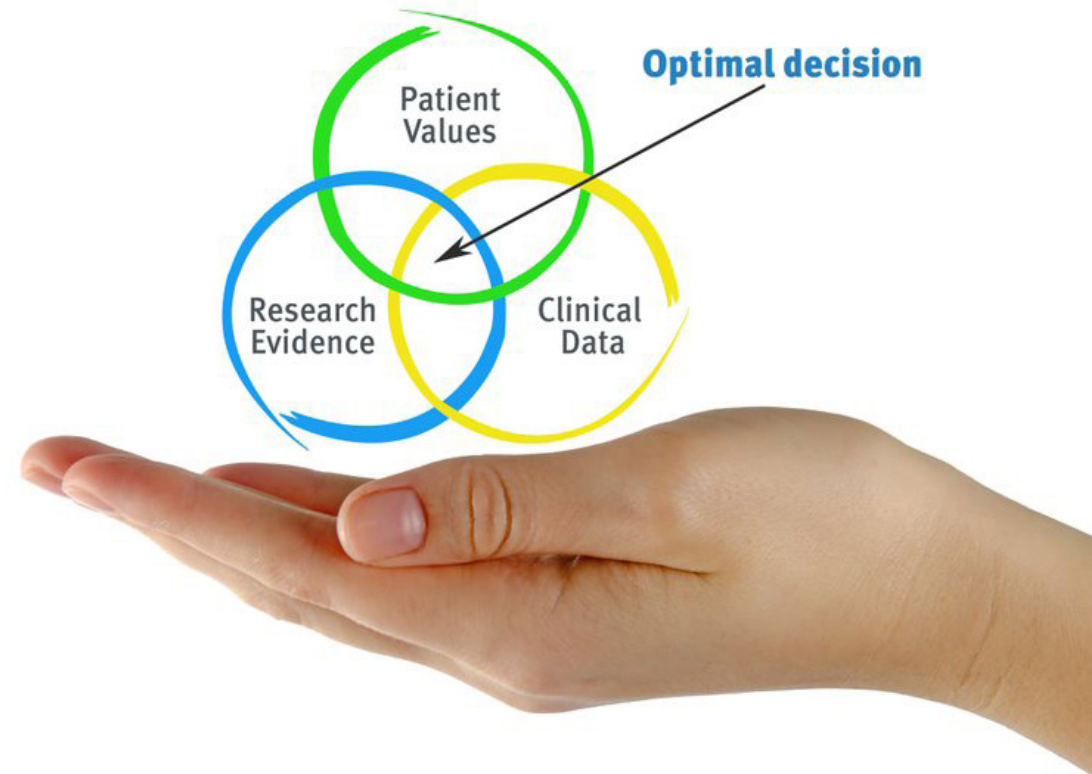 Optimal decision
Patient
Values
Research
Evidence
Clinical
Data